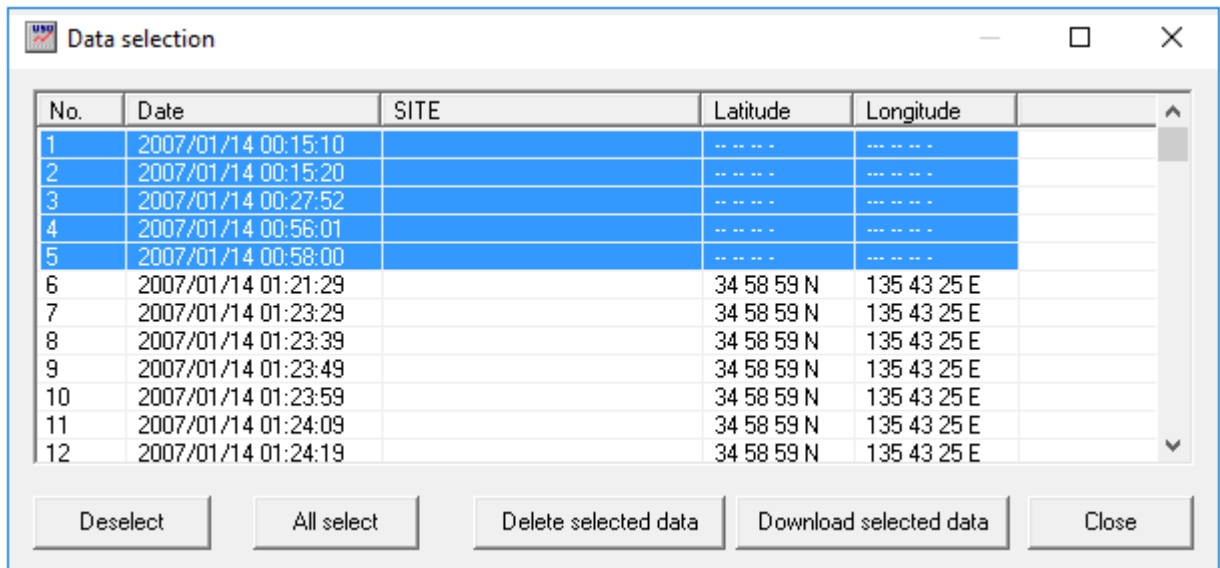 USB Data selection
No. Date SITE Latitude Longitude
1 2007/01/14 00:15:10 -- -- -- - --- -- -- -
2 2007/01/14 00:15:20 -- -- -- - --- -- -- -
3 2007/01/14 00:27:52 -- -- -- - --- -- -- -
4 2007/01/14 00:56:01 -- -- -- - --- -- -- -
5 2007/01/14 00:58:00 -- -- -- - --- -- -- -
6 2007/01/14 01:21:29 34 58 59 N 135 43 25 E
7 2007/01/14 01:23:29 34 58 59 N 135 43 25 E
8 2007/01/14 01:23:39 34 58 59 N 135 43 25 E
9 2007/01/14 01:23:49 34 58 59 N 135 43 25 E
10 2007/01/14 01:23:59 34 58 59 N 135 43 25 E
11 2007/01/14 01:24:09 34 58 59 N 135 43 25 E
12 2007/01/14 01:24:19 34 58 59 N 135 43 25 E
Deselect All select Delete selected data Download selected data Close